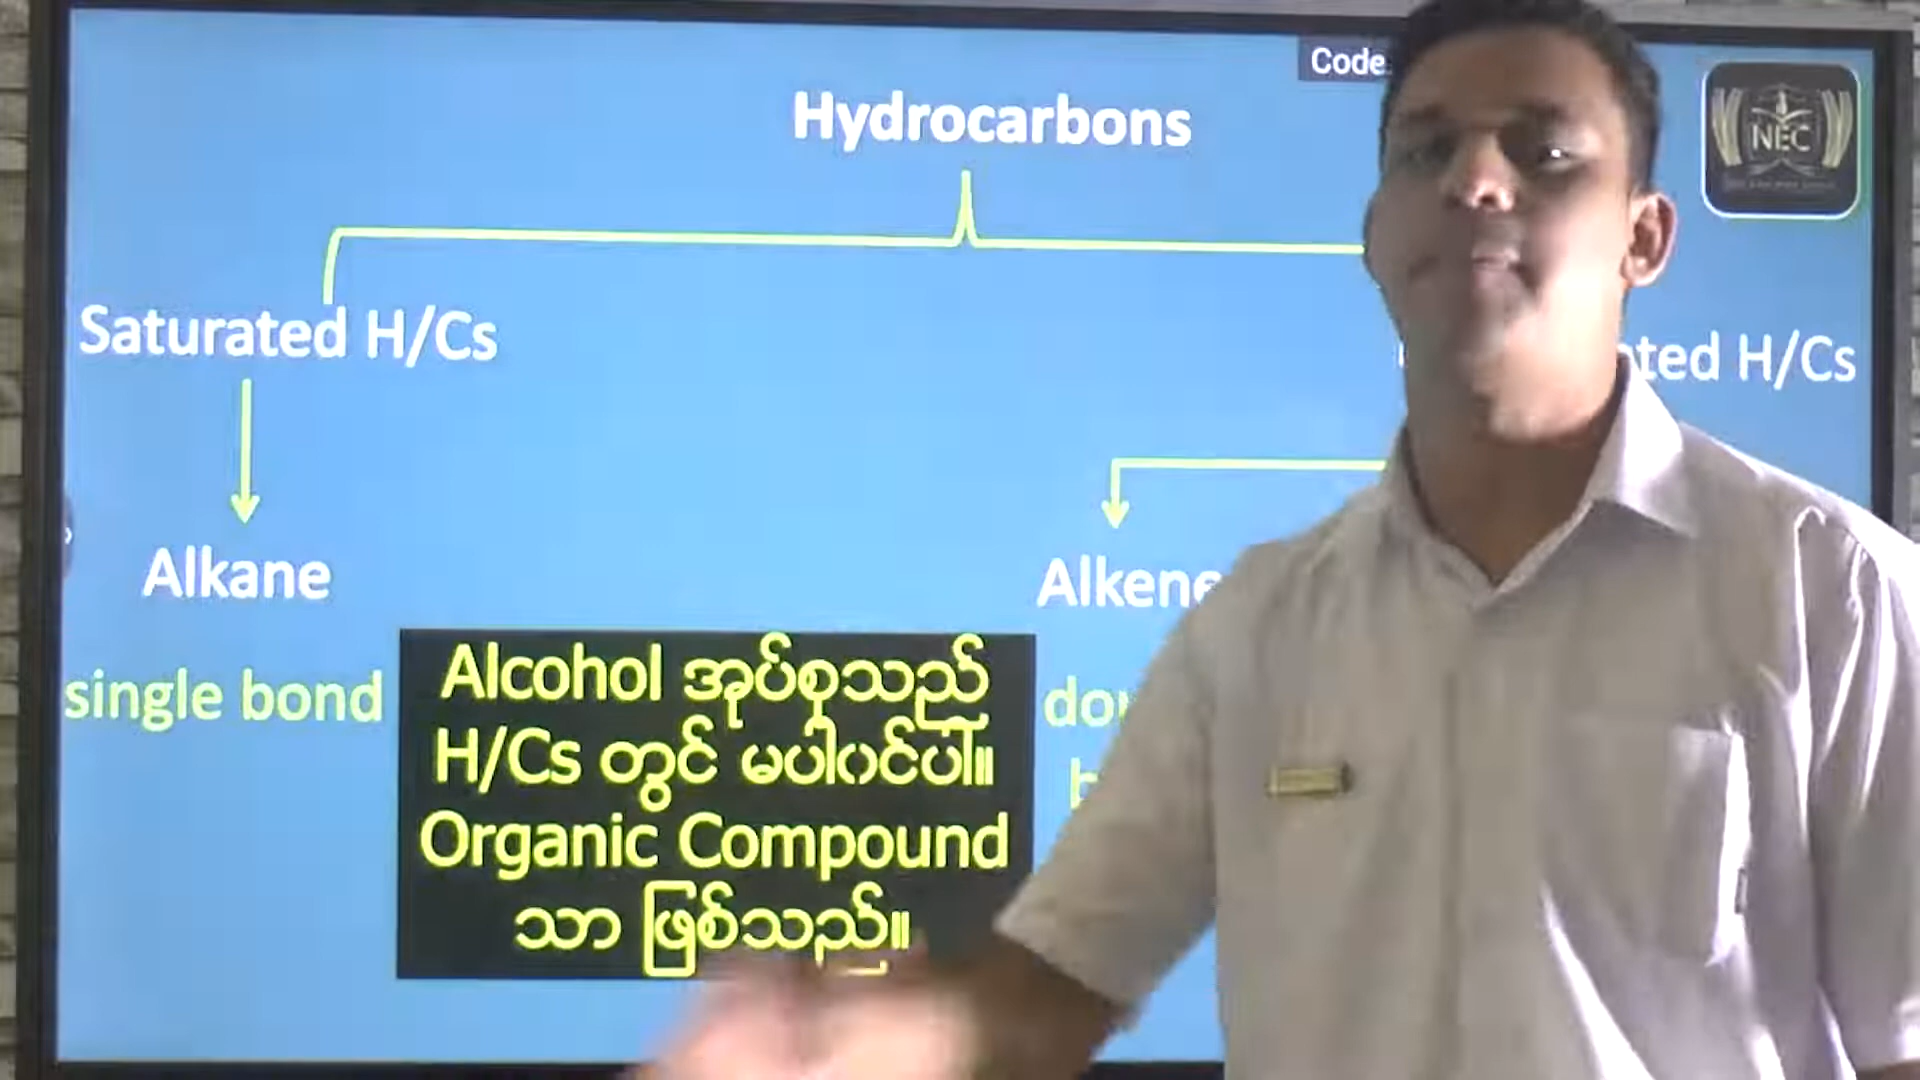 Code
Hydrocarbons
NEC
Saturated H/Cs
H/Cs
Alkane
Alkene
single bond
Alcohol အုပ်စုသည်
H/Cs တွင် မပါဝင်ပါ။
Organic Compound
သာ ဖြစ်သည်။